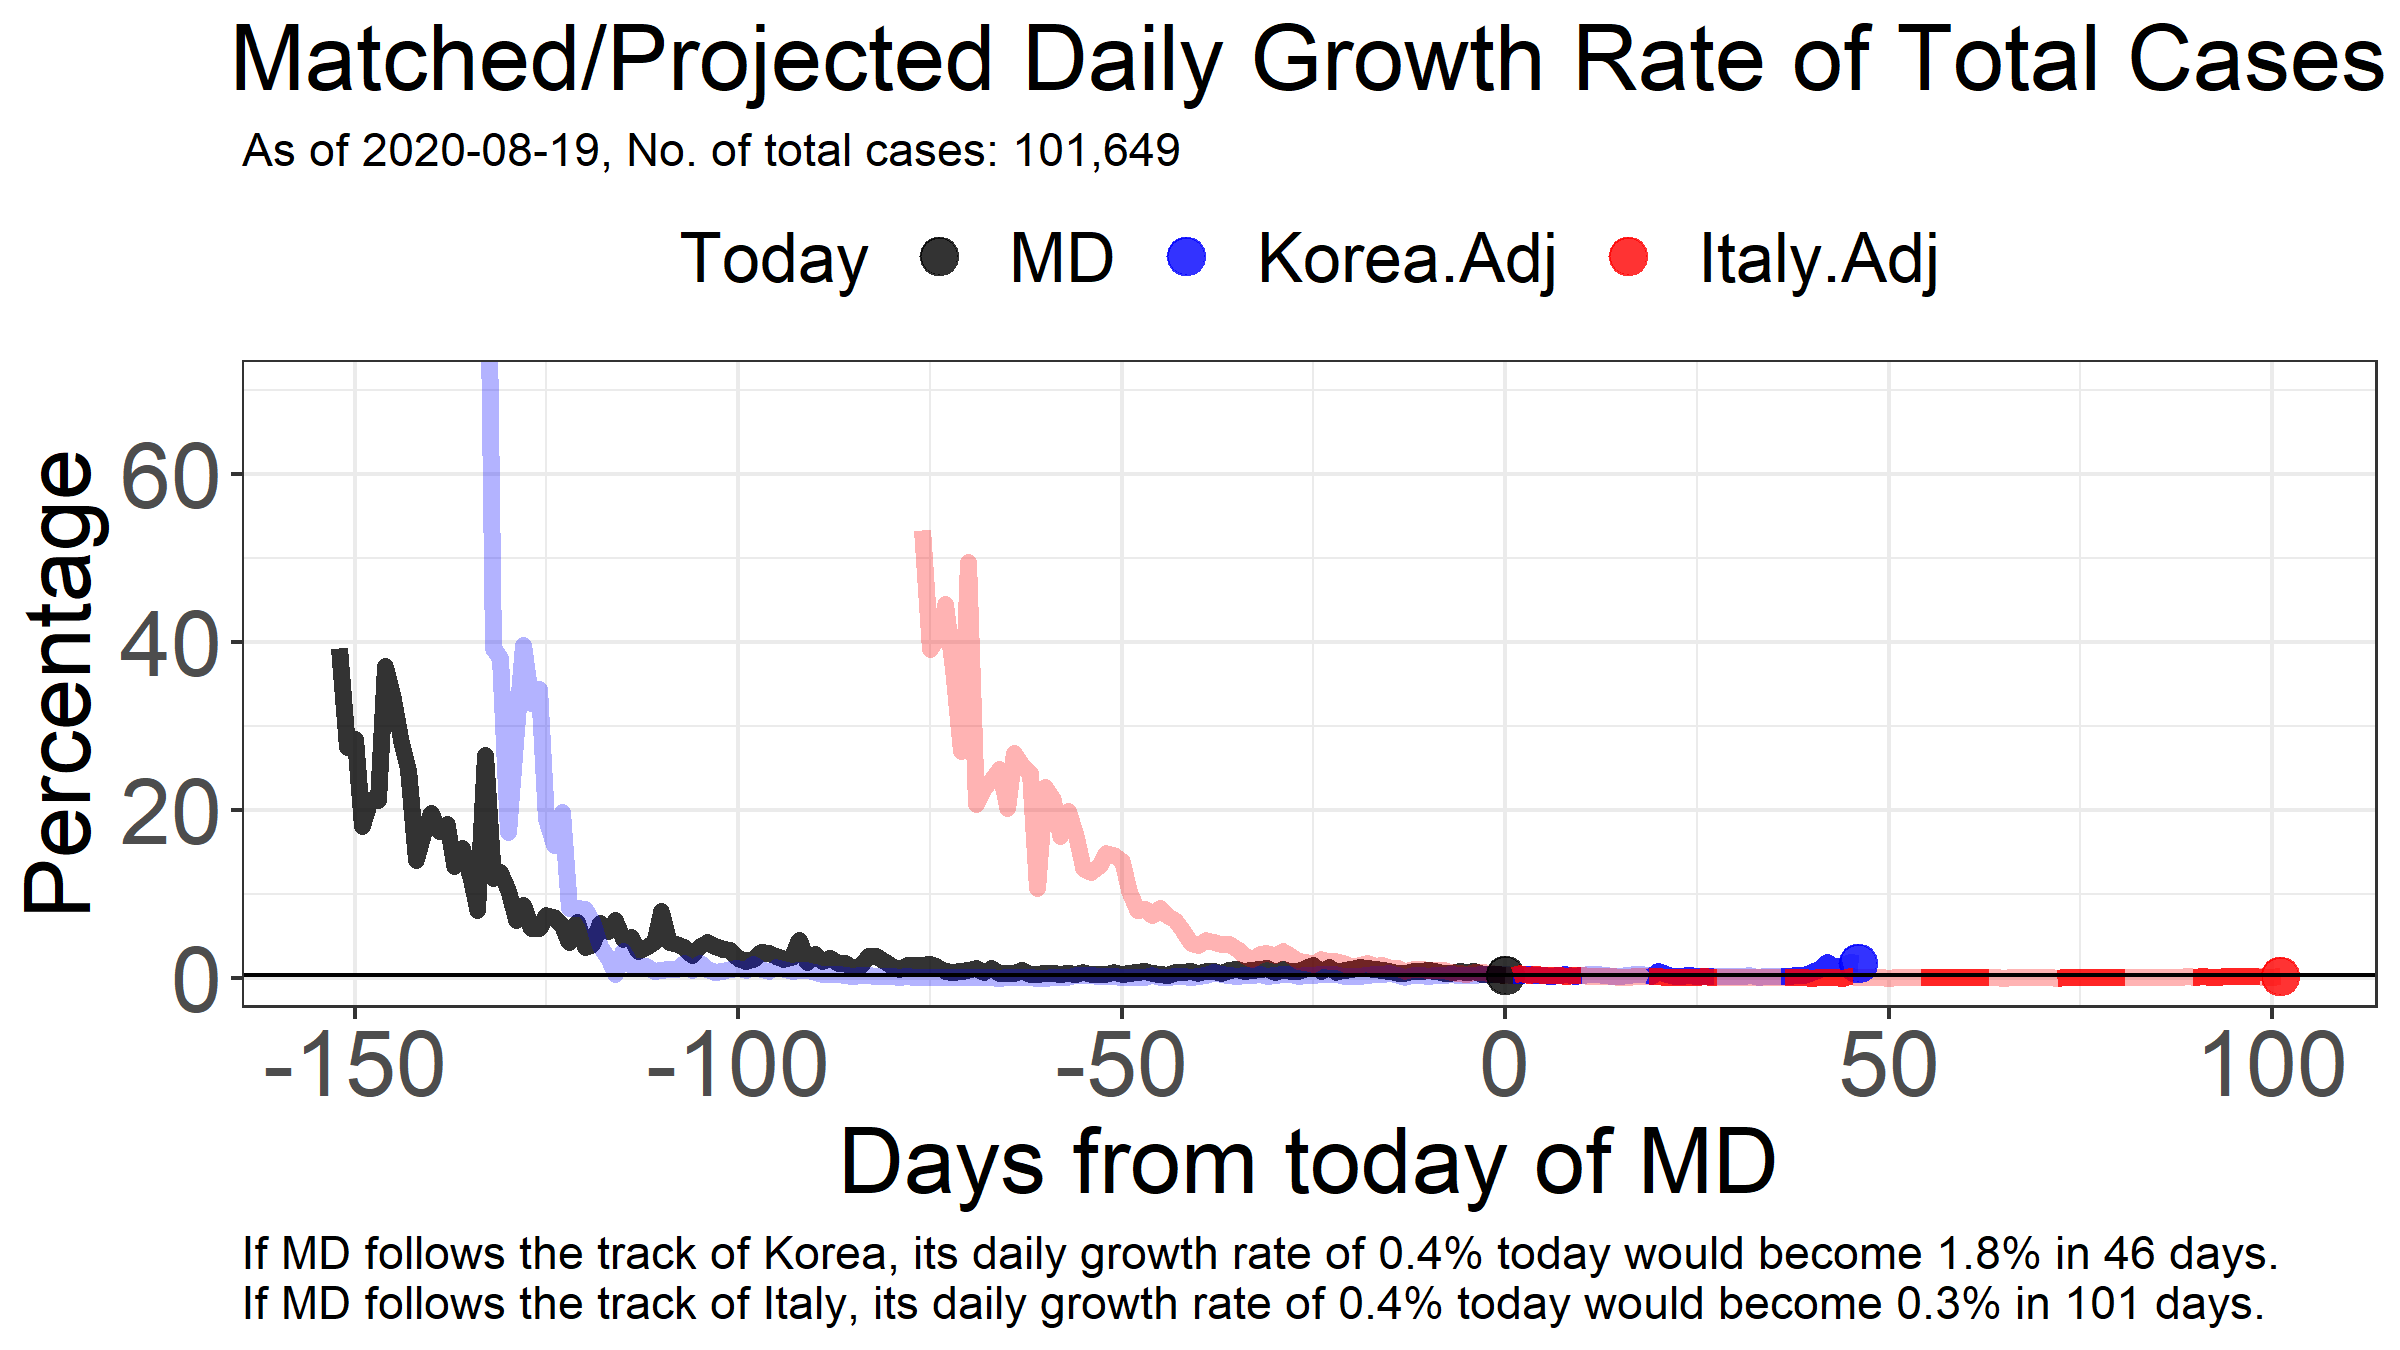 Matched/Projected Daily Growth Rate of Total Cases
As of 2020-08-19, No. of total cases: 101,649
Today MD Korea.Adj Italy.Adj
Percentage
60
40
20
0
-150 -100 -50 0 50 100
Days from today of MD
If MD follows the track of Korea, its daily growth rate of 0.4% today would become 1.8% in 46 days.
If MD follows the track of Italy, its daily growth rate of 0.4% today would become 0.3% in 101 days.